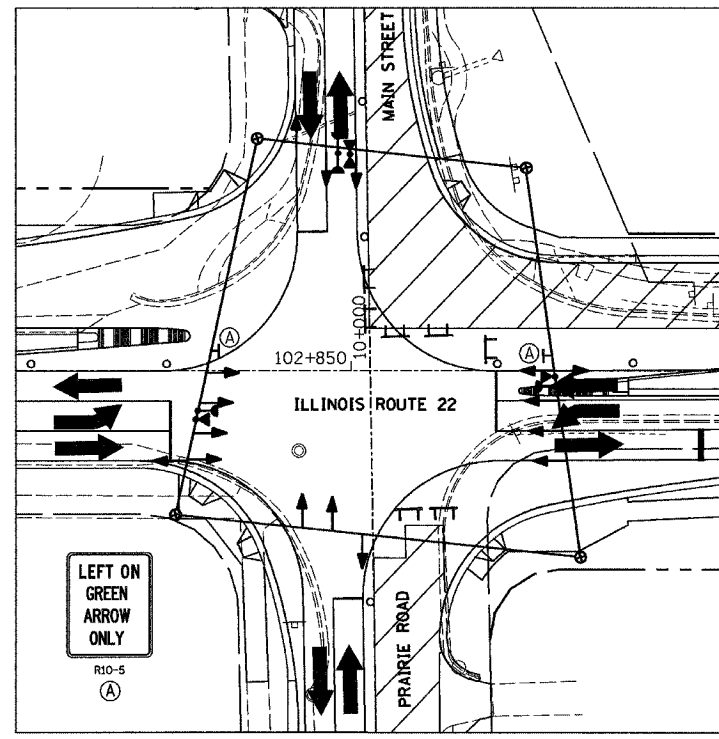 MAIN STREET
A
102+850
10+000
A
ILLINOIS ROUTE 22
LEFT ON
GREEN
ARROW
ONLY
R10-5
A
PRAIRIE ROAD